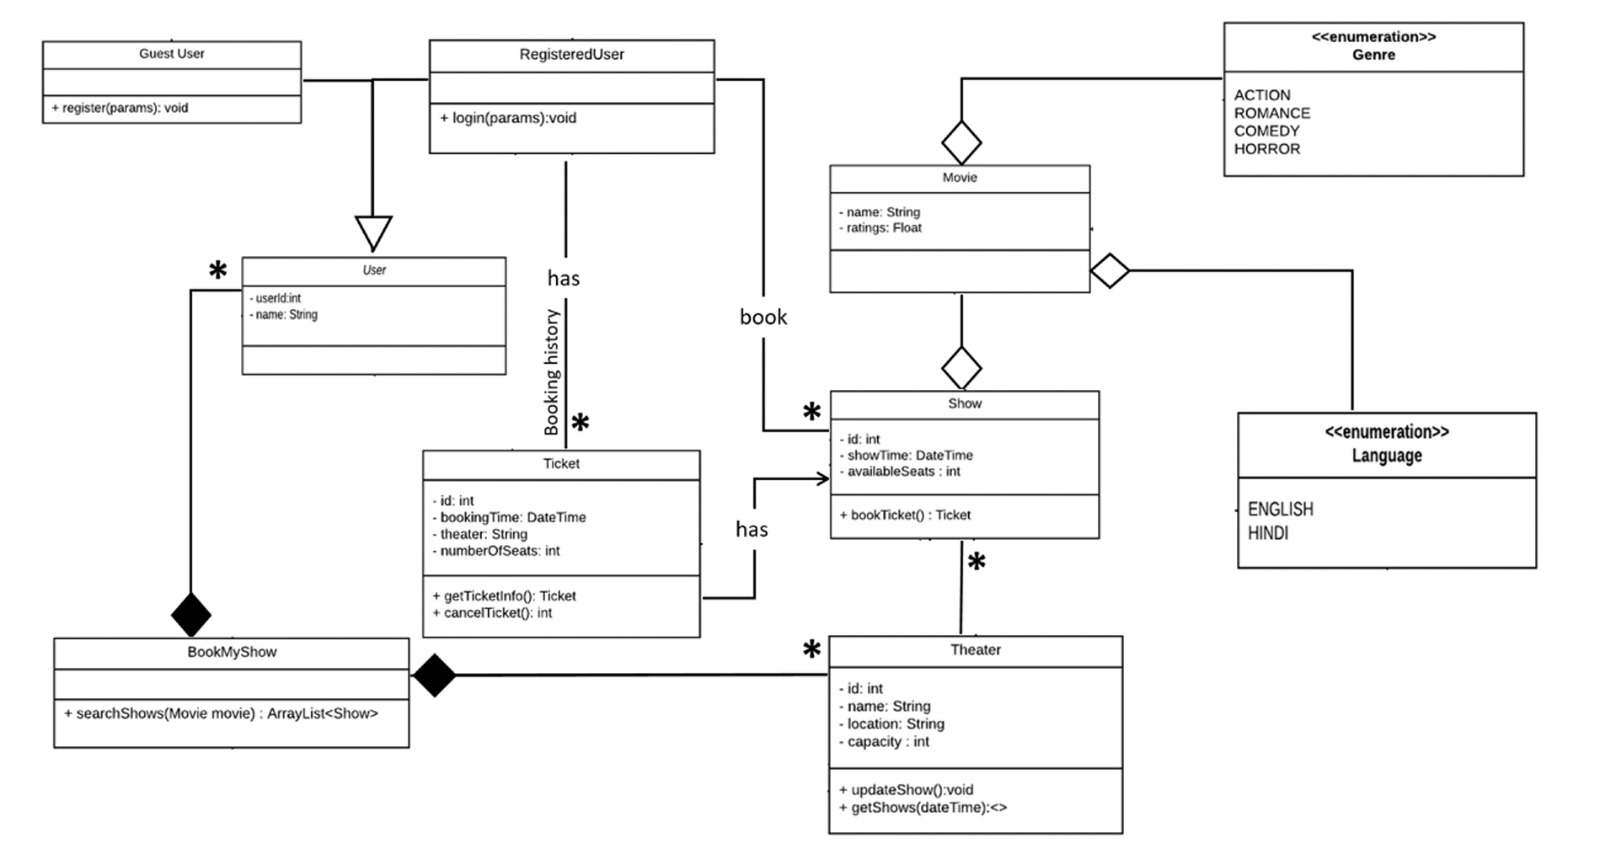 Guest User
+ register(params): void
RegisteredUser
+ login(params):void
<<enumeration>>
Genre
ACTION
ROMANCE
COMEDY
HORROR
Movie
- name: String
- ratings: Float
*
User
- userId:int
- name: String
has
Booking history
*
book
*
Show
- id: int
- showTime: DateTime
- availableSeats : int
+ bookTicket() : Ticket
*
<<enumeration>>
Language
ENGLISH
HINDI
Ticket
- id: int
- bookingTime: DateTime
- theater: String
- numberOfSeats: int
+ getTicketInfo(): Ticket
+ cancelTicket(): int
has
BookMyShow
+ searchShows(Movie movie) : ArrayList<Show>
*
Theater
- id: int
- name: String
- location: String
- capacity : int
+ updateShow():void
+ getShows(dateTime):<>